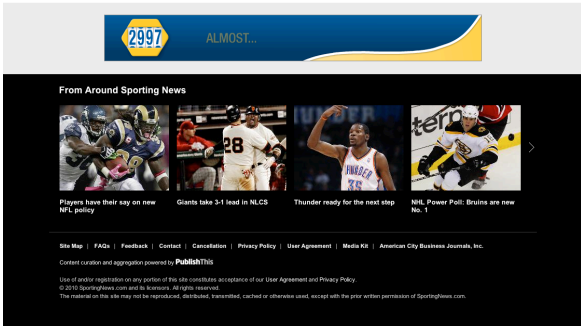 2997
ALMOST...
From Around Sporting News
28
THUNDER
THUNDER
35
Players have their say on new
NFL policy
Giants take 3-1 lead in NLCS
Thunder ready for the next step
NHL Power Poll: Bruins are new
No. 1
Site Map | FAQs | Feedback | Contact | Cancellation | Privacy Policy | User Agreement | Media Kit | American City Business Journals, Inc.
Content curation and aggregation powered by PublishThis
Use of and/or registration on any portion of this site constitutes acceptance of our User Agreement and Privacy Policy.
© 2010 SportingNews.com and its licensors. All rights reserved.
The material on this site may not be reproduced, distributed, transmitted, cached or otherwise used, except with the prior written permission of SportingNews.com.